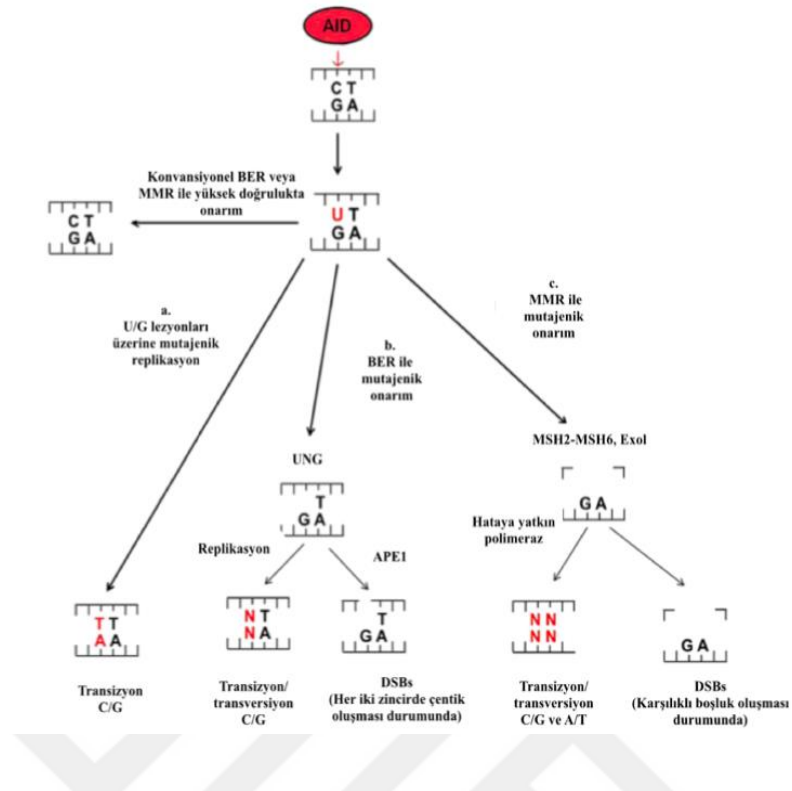 AID
C T
G A
Konvansiyonel BER veya
MMR ile yüksek doğrulukta
onarım
C T
G A
U T
G A
a.
U/G lezyonları
üzerine mutajenik
replikasyon
b.
BER ile
mutajenik
onarım
c.
MMR ile
mutajenik
onarım
UNG
T
G A
MSH2-MSH6, Exol
G A
Replikasyon
APE1
Hataya yatkın
polimeraz
T T
A A
N T
N A
T
G A
N N
N N
G A
Transizyon
C/G
Transizyon/
transversiyon
C/G
DSBs
(Her iki zincirde çentik
oluşması durumunda)
Transizyon/
transversiyon
C/G ve A/T
DSBs
(Karşılıklı boşluk oluşması
durumunda)